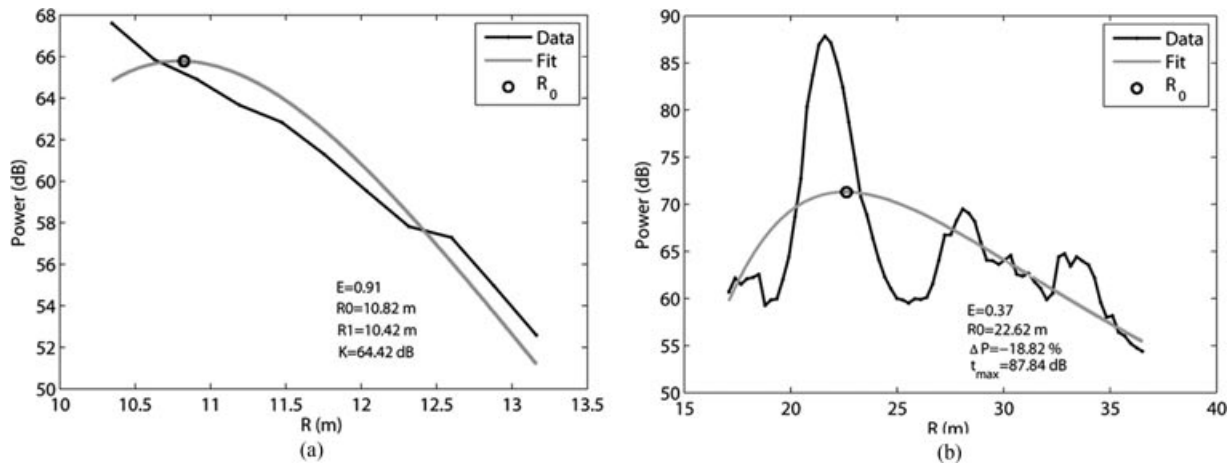 68
66
64
62
60
58
56
54
52
50
Power (dB)
Data
Fit
R0
E=0.91
R0=10.82 m
R1=10.42 m
K=64.42 dB
10
10.5
11
11.5
12
12.5
13
13.5
R (m)
(a)
90
85
80
75
70
65
60
55
50
Power (dB)
Data
Fit
R0
E=0.37
R0=22.62 m
ΔP=−18.82 %
tmax=87.84 dB
15
20
25
30
35
40
R (m)
(b)